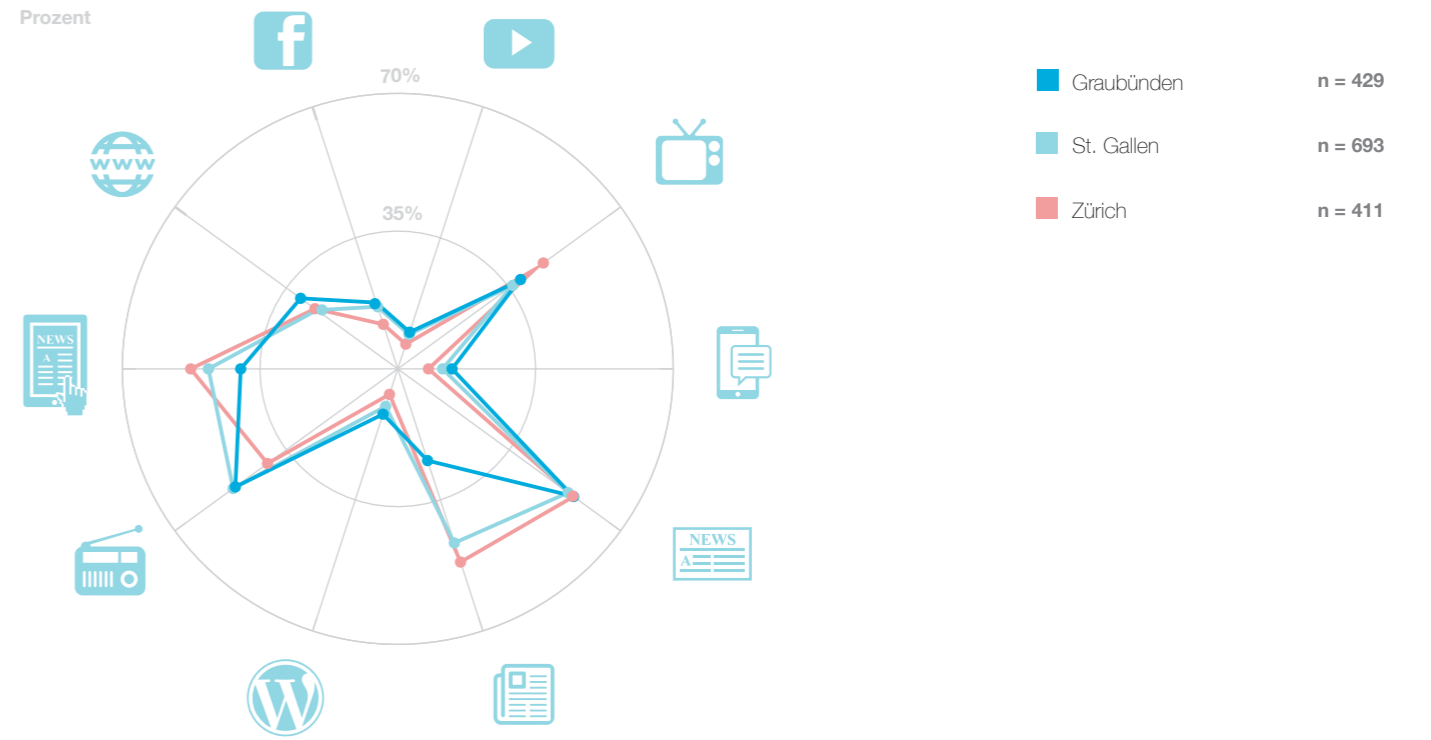 Prozent
f
70%
Graubünden n = 429
St. Gallen n = 693
www
Zürich n = 411
35%
NEWS
A
NEWS
A
W